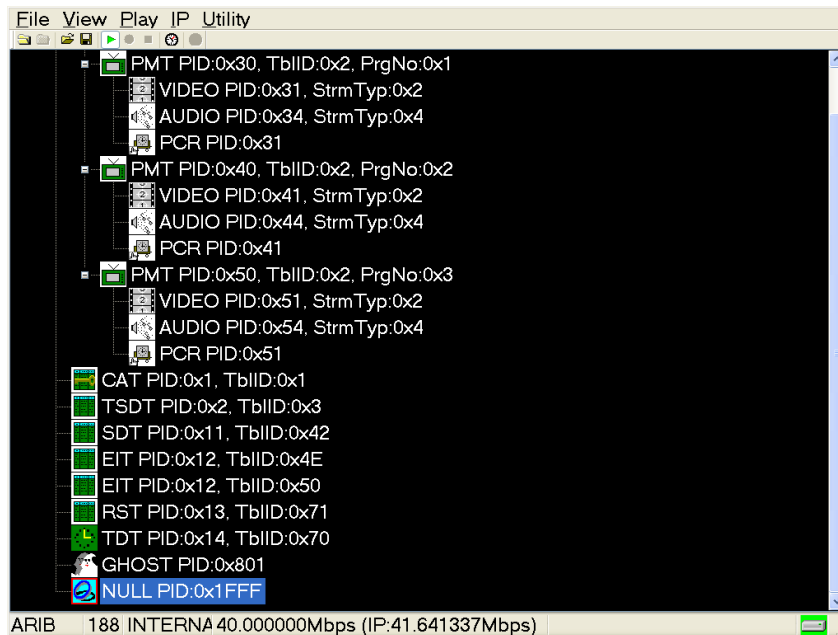 File View Play IP Utility
PMT PID:0x30, TblID:0x2, PrgNo:0x1
VIDEO PID:0x31, StrmTyp:0x2
AUDIO PID:0x34, StrmTyp:0x4
PCR PID:0x31
PMT PID:0x40, TblID:0x2, PrgNo:0x2
VIDEO PID:0x41, StrmTyp:0x2
AUDIO PID:0x44, StrmTyp:0x4
PCR PID:0x41
PMT PID:0x50, TblID:0x2, PrgNo:0x3
VIDEO PID:0x51, StrmTyp:0x2
AUDIO PID:0x54, StrmTyp:0x4
PCR PID:0x51
CAT PID:0x1, TblID:0x1
TSDT PID:0x2, TblID:0x3
SDT PID:0x11, TblID:0x42
EIT PID:0x12, TblID:0x4E
EIT PID:0x12, TblID:0x50
RST PID:0x13, TblID:0x71
TDT PID:0x14, TblID:0x70
GHOST PID:0x801
NULL PID:0x1FFF
ARIB 188 INTERNA 40.000000Mbps (IP:41.641337Mbps)